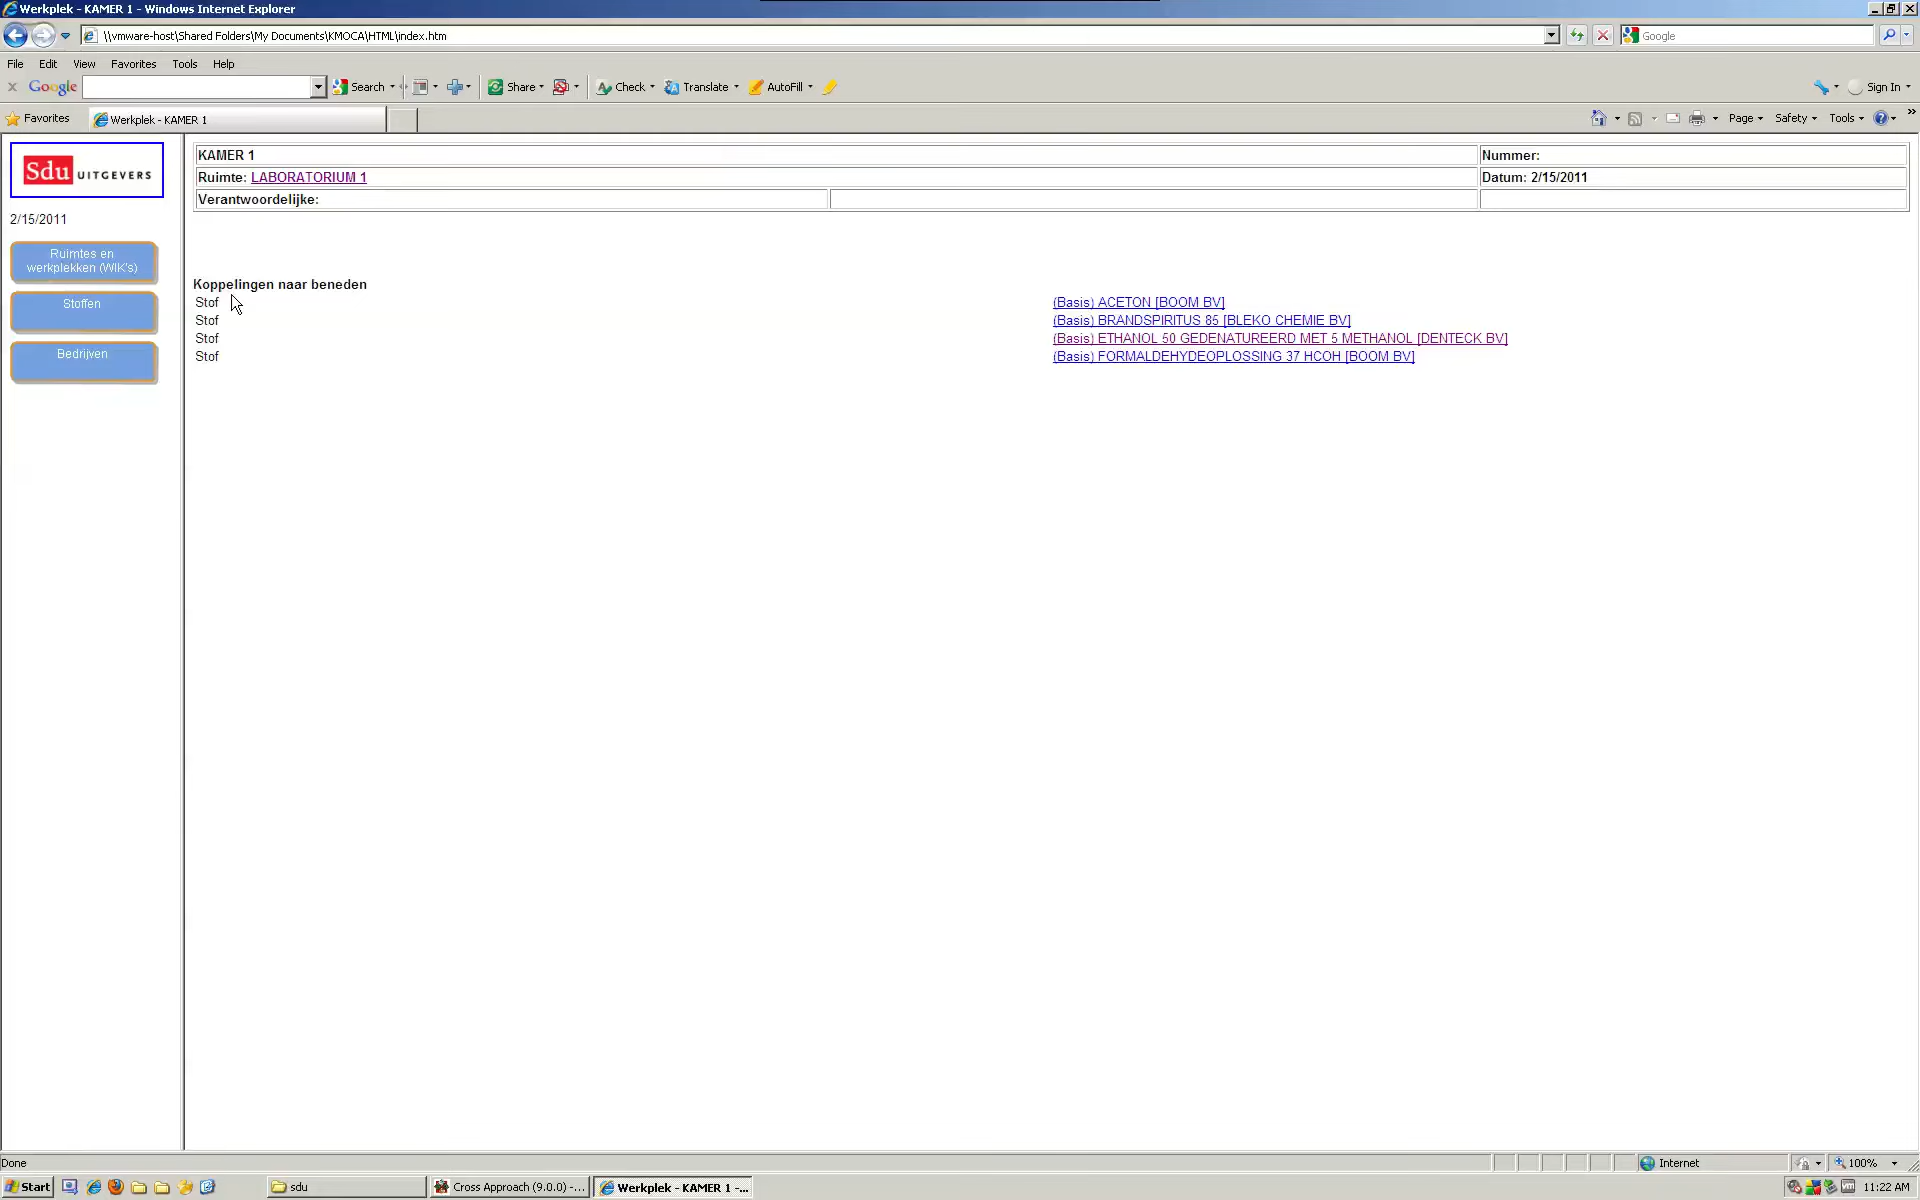 Werkplek - KAMER 1 - Windows Internet Explorer
\\vmware-host\Shared Folders\My Documents\KMOCA\HTML\index.htm
Google
File Edit View Favorites Tools Help
x Google Search Share Check Translate AutoFill Sign In
Favorites Werkplek - KAMER 1 Page Safety Tools
Sdu UITGEVERS
2/15/2011
Ruimtes en
werkplekken (WIK's)
Stoffen
Bedrijven
KAMER 1 Nummer:
Ruimte: LABORATORIUM 1 Datum: 2/15/2011
Verantwoordelijke:
Koppelingen naar beneden
Stof (Basis) ACETON [BOOM BV]
Stof (Basis) BRANDSPIRITUS 85 [BLEKO CHEMIE BV]
Stof (Basis) ETHANOL 50 GEDENATUREERD MET 5 METHANOL [DENTECK BV]
Stof (Basis) FORMALDEHYDEOPLOSSING 37 HCOH [BOOM BV]
Done Internet 100%
Start sdu Cross Approach (9.0.0) -... Werkplek - KAMER 1 -... 11:22 AM